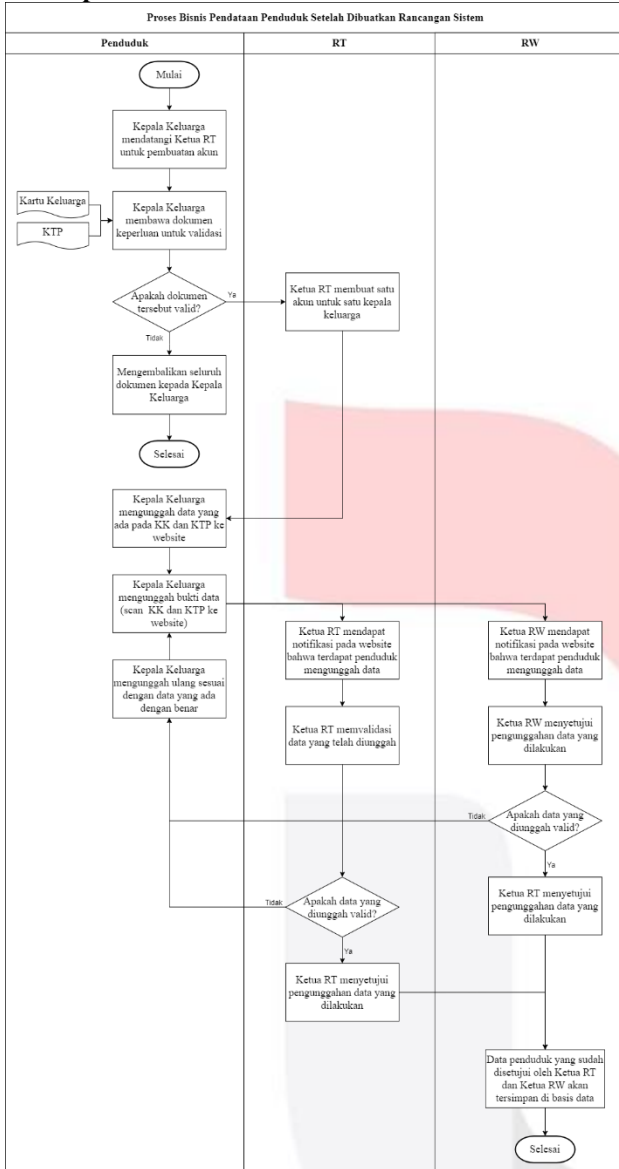 Proses Bisnis Pendataan Penduduk Setelah Dibuatkan Rancangan Sistem
Penduduk
RT
RW
Mulai
Kepala Keluarga
mendatangi Ketua RT
untuk pembuatan akun
Kartu Keluarga
KTP
Kepala Keluarga
membawa dokumen
keperluan untuk validasi
Apakah dokumen
tersebut valid?
Ya
Ketua RT membuat satu
akun untuk satu kepala
keluarga
Tidak
Mengembalikan seluruh
dokumen kepada Kepala
Keluarga
Selesai
Kepala Keluarga
mengunggah data yang
ada pada KK dan KTP ke
website
Kepala Keluarga
mengunggah bukti data
(scan KK dan KTP ke
website)
Ketua RT mendapat
notifikasi pada website
bahwa terdapat penduduk
mengunggah data
Ketua RW mendapat
notifikasi pada website
bahwa terdapat penduduk
mengunggah data
Kepala Keluarga
mengunggah ulang sesuai
dengan data yang ada
dengan benar
Ketua RT memvalidasi
data yang telah diunggah
Ketua RW menyetujui
pengunggahan data yang
dilakukan
Tidak
Apakah data yang
diunggah valid?
Ya
Tidak
Apakah data yang
diunggah valid?
Ya
Ketua RT menyetujui
pengunggahan data yang
dilakukan
Ketua RT menyetujui
pengunggahan data yang
dilakukan
Data penduduk yang sudah
disetujui oleh Ketua RT
dan Ketua RW akan
tersimpan di basis data
Selesai